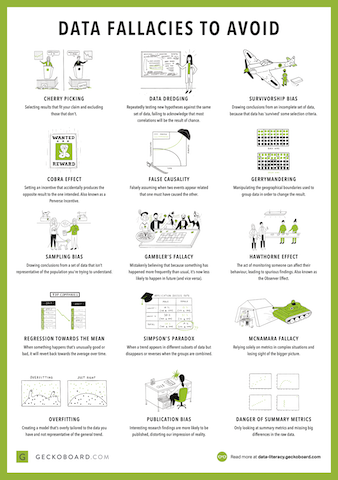 DATA FALLACIES TO AVOID
CHERRY PICKING
Selecting results that fit your claim and excluding
those that don't.
DATA DREDGING
Repeatedly testing new hypotheses against the same
set of data, failing to acknowledge that most
correlations will be the result of chance.
SURVIVORSHIP BIAS
Drawing conclusions from an incomplete set of data,
because that data has 'survived' some selection criteria.
WANTED
REWARD
COBRA EFFECT
Setting an incentive that accidentally produces the
opposite result to the one intended. Also known as a
Perverse Incentive.
FALSE CAUSALITY
Falsely assuming when two events appear related
that one must have caused the other.
GERRYMANDERING
Manipulating the geographical boundaries used to
group data in order to change the result.
SAMPLING BIAS
Drawing conclusions from a set of data that isn't
representative of the population you're trying to understand.
GAMBLER'S FALLACY
Mistakenly believing that because something has
happened more frequently than usual, it's now less
likely to happen in future (and vice versa).
HAWTHORNE EFFECT
The act of monitoring someone can affect their
behaviour, leading to spurious findings. Also known as
the Observer Effect.
REGRESSION TOWARDS THE MEAN
When something happens that's unusually good or
bad, it will revert back towards the average over time.
SIMPSON'S PARADOX
When a trend appears in different subsets of data but
disappears or reverses when the groups are combined.
MCNAMARA FALLACY
Relying solely on metrics in complex situations and
losing sight of the bigger picture.
OVERFITTING
JUST RIGHT
OVERFITTING
Creating a model that's overly tailored to the data you
have and not representative of the general trend.
PUBLICATION BIAS
Interesting research findings are more likely to be
published, distorting our impression of reality.
DANGER OF SUMMARY METRICS
Only looking at summary metrics and missing big
differences in the raw data.
GECKOBOARD.COM
Read more at data-literacy.geckoboard.com